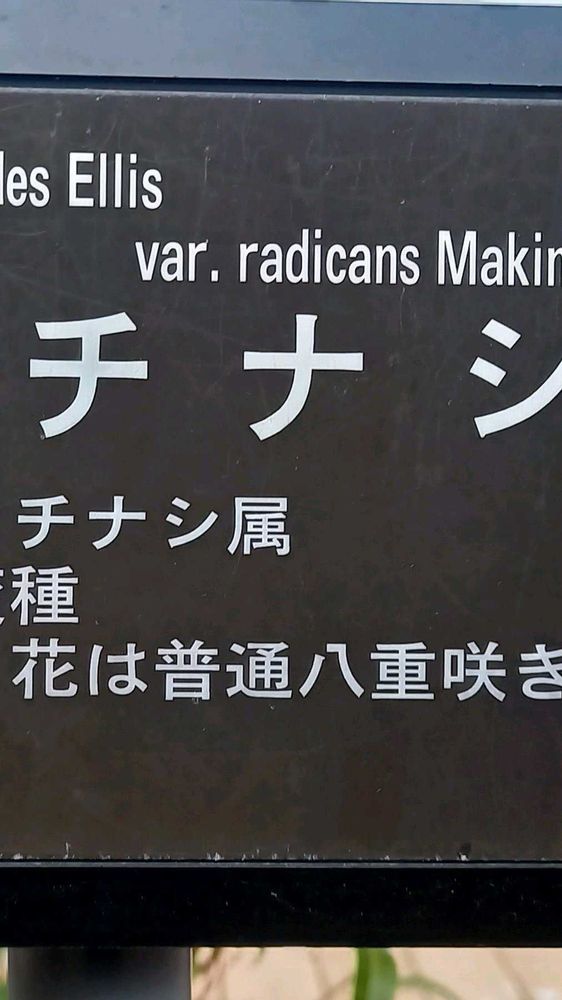 les Ellis
var. radicans Makin
チナシ
チナシ属
変種
花は普通八重咲き